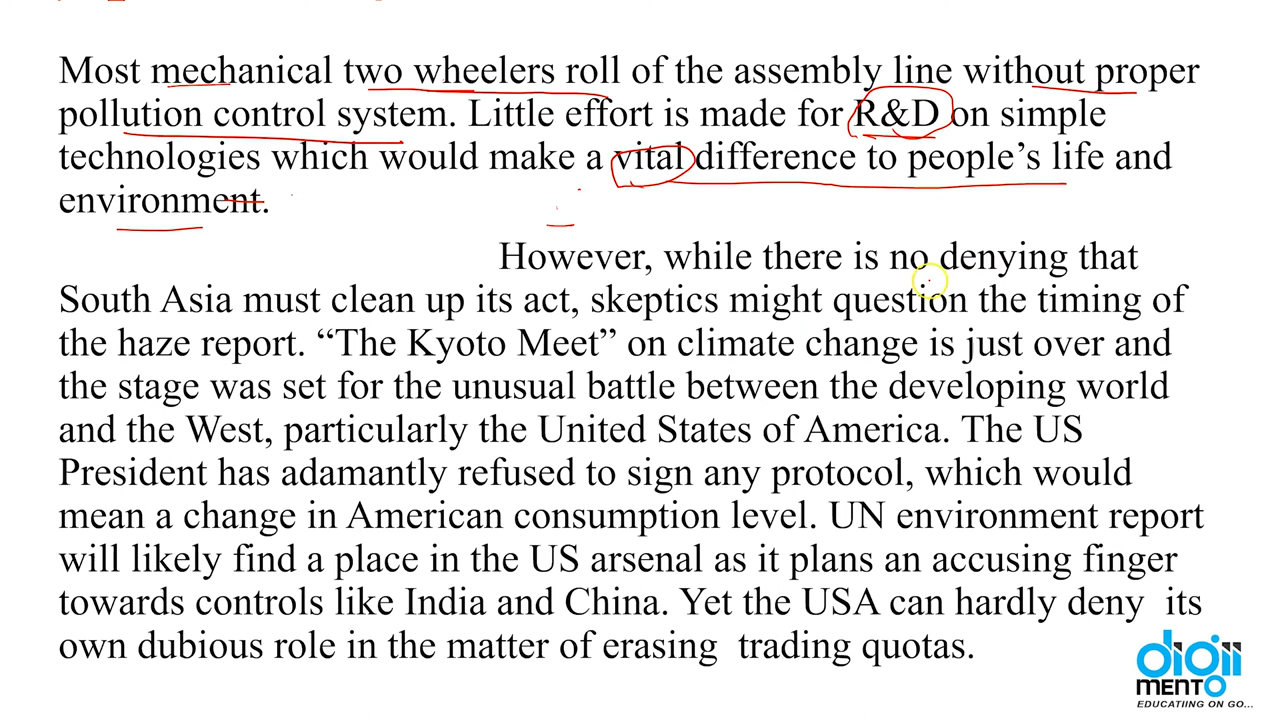 Most mechanical two wheelers roll of the assembly line without proper
pollution control system. Little effort is made for R&D on simple
technologies which would make a vital difference to people’s life and
environment.
However, while there is no denying that
South Asia must clean up its act, skeptics might question the timing of
the haze report. “The Kyoto Meet” on climate change is just over and
the stage was set for the unusual battle between the developing world
and the West, particularly the United States of America. The US
President has adamantly refused to sign any protocol, which would
mean a change in American consumption level. UN environment report
will likely find a place in the US arsenal as it plans an accusing finger
towards controls like India and China. Yet the USA can hardly deny its
own dubious role in the matter of erasing trading quotas.
digii
MENTO
EDUCATIING ON GO...